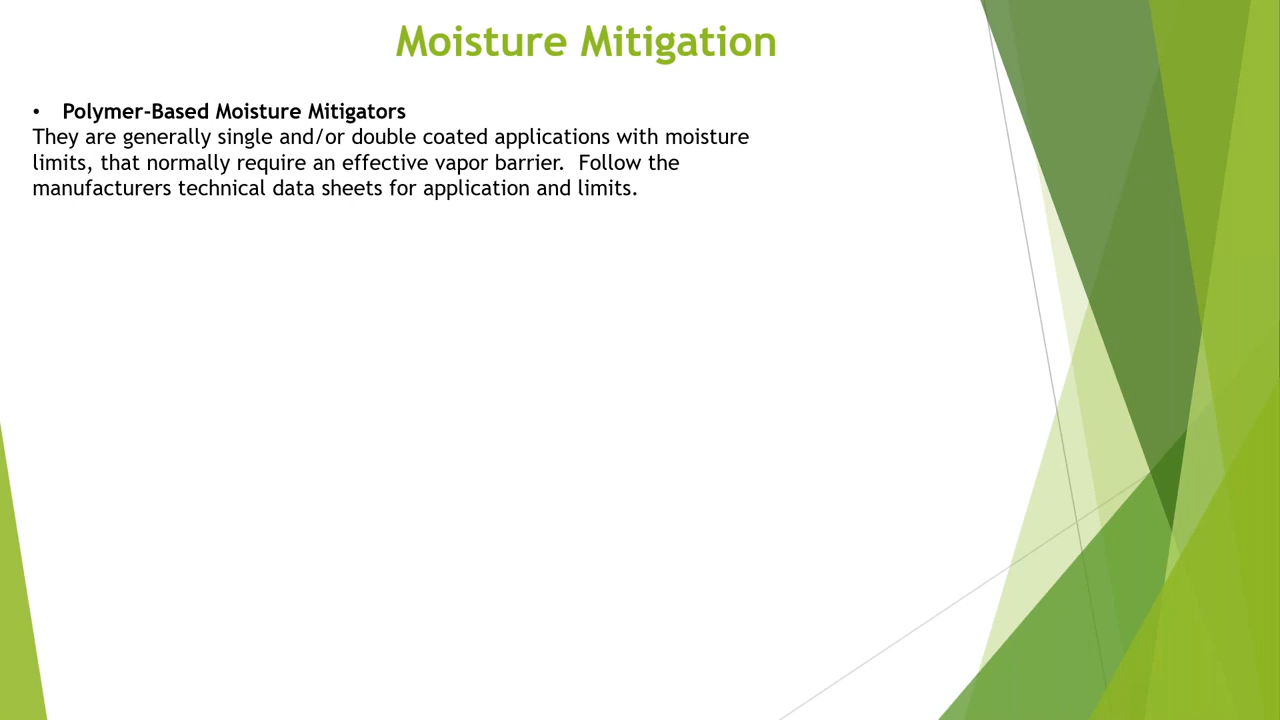 Moisture Mitigation
• Polymer-Based Moisture Mitigators
They are generally single and/or double coated applications with moisture
limits, that normally require an effective vapor barrier.  Follow the
manufacturers technical data sheets for application and limits.